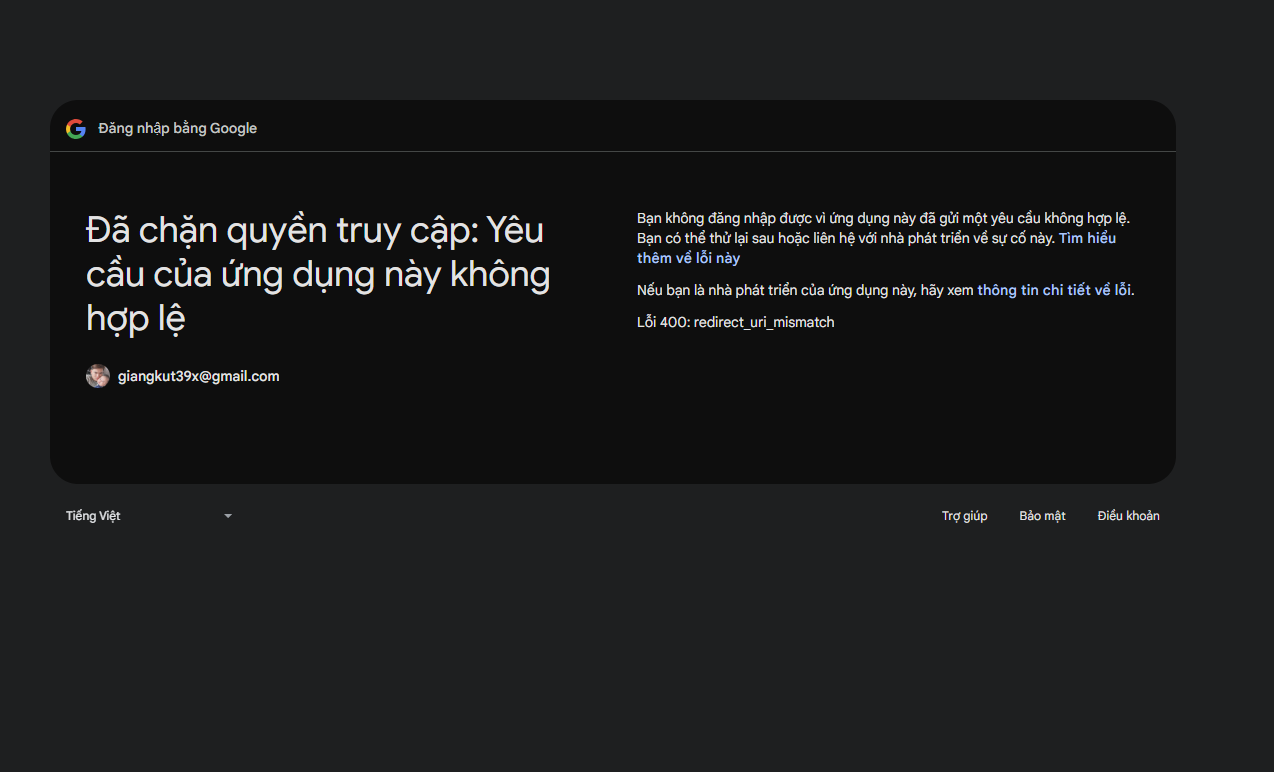 Đăng nhập bằng Google
Đã chặn quyền truy cập: Yêu
cầu của ứng dụng này không
hợp lệ
giangkut39x@gmail.com
Bạn không đăng nhập được vì ứng dụng này đã gửi một yêu cầu không hợp lệ.
Bạn có thể thử lại sau hoặc liên hệ với nhà phát triển về sự cố này. Tìm hiểu
thêm về lỗi này
Nếu bạn là nhà phát triển của ứng dụng này, hãy xem thông tin chi tiết về lỗi.
Lỗi 400: redirect_uri_mismatch
Tiếng Việt
Trợ giúp
Bảo mật
Điều khoản